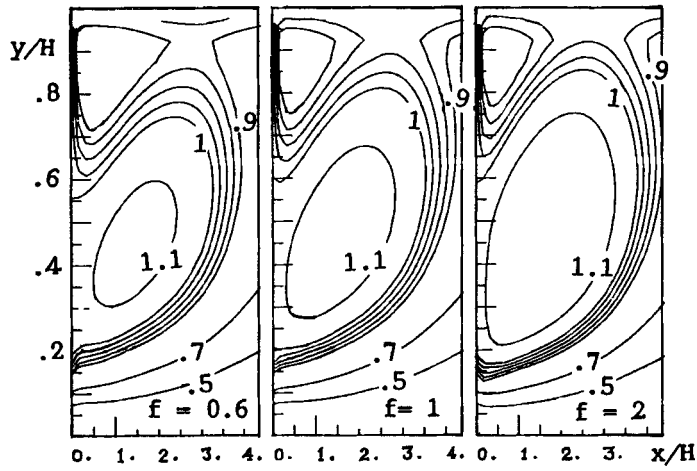 y/H
.8
.6
.4
.2
1
.9
1.1
.7
.5
f = 0.6
0. 1. 2. 3. 4.
1
.9
1.1
.7
.5
f= 1
0. 1. 2. 3. 4.
1
.9
1.1
.7
.5
f = 2
0. 1. 2. 3. x/H